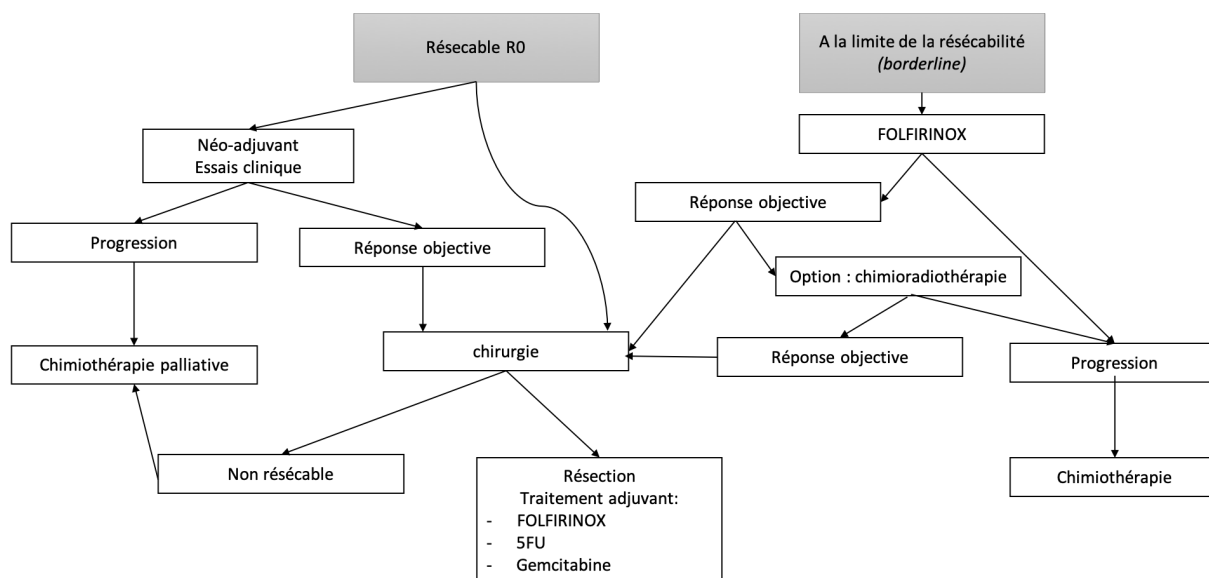 Résecable R0
A la limite de la résécabilité
(borderline)
Néo-adjuvant
Essais clinique
FOLFIRINOX
Réponse objective
Progression
Réponse objective
Option : chimioradiothérapie
Chimiothérapie palliative
chirurgie
Réponse objective
Progression
Non résécable
Résection
Traitement adjuvant:
- FOLFIRINOX
- 5FU
- Gemcitabine
Chimiothérapie